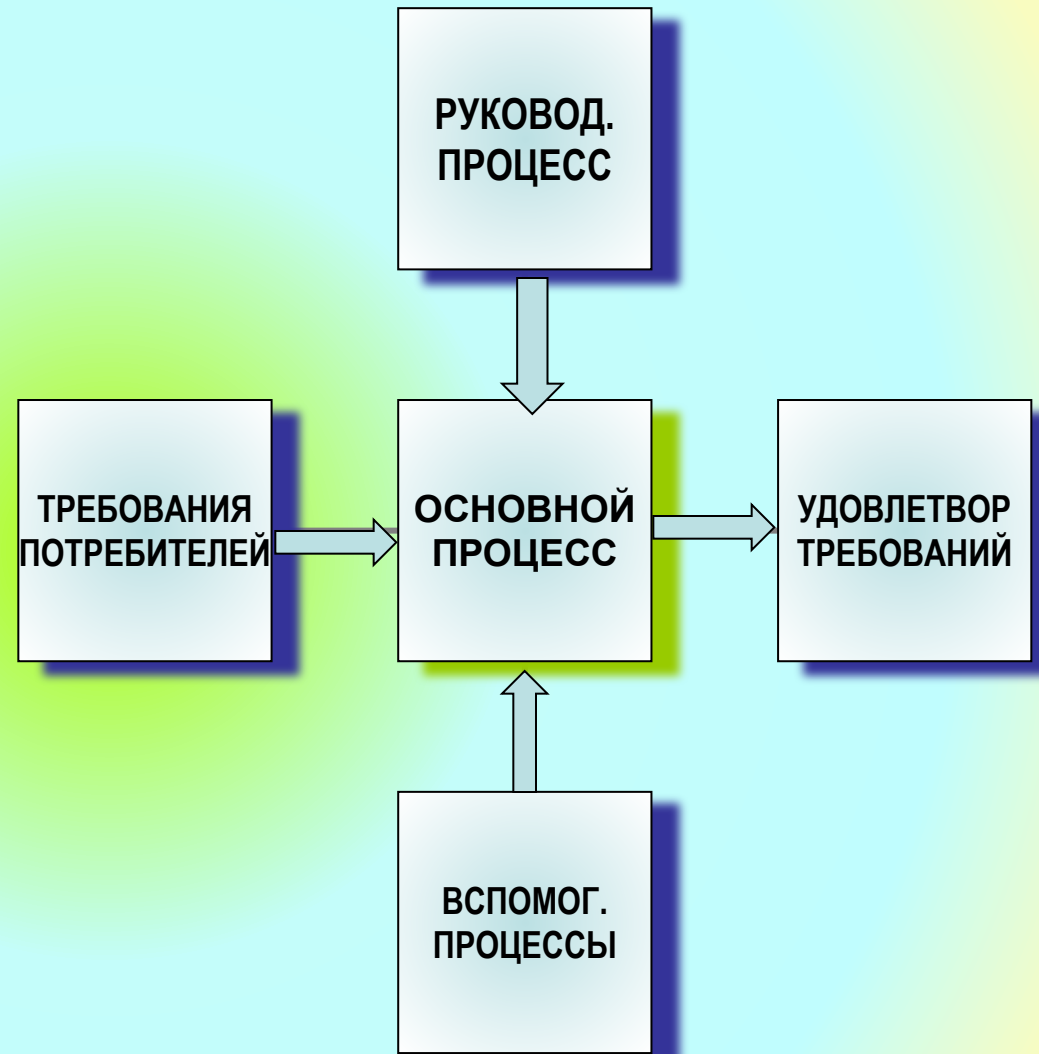 РУКОВОД.
ПРОЦЕСС
ТРЕБОВАНИЯ
ПОТРЕБИТЕЛЕЙ
ОСНОВНОЙ
ПРОЦЕСС
УДОВЛЕТВОР
ТРЕБОВАНИЙ
ВСПОМОГ.
ПРОЦЕССЫ